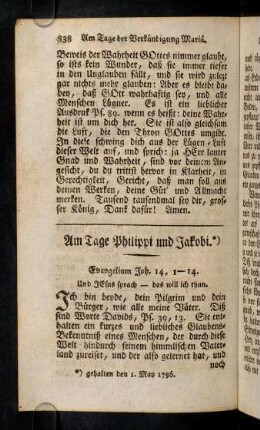 838 Am Tage der Verkündigung Mariä.
Beweis der Wahrheit GOttes nimmer glaube,
so ists kein Wunder, daß sie immer tiefer
in den Unglauben fällt, und sie wird zulezt
gar nichts mehr glauben: Aber es bleibt da-
bey, daß GOtt wahrhaftig sey, und alle
Menschen Lügner. Es ist ein lieblicher
Ausdruk Ps. 89. wenn es heißt: deine Wahr-
heit ist um dich her. Sie ist also gleichsam
die Luft, die den Thron GOttes umgibt.
In diese schwing dich aus der Lügen-Luft
dieser Welt auf, und sprich: ja HErr lauter
Gnad und Wahrheit, sind vor deinem Ange-
sicht, du du trittst hervor in Klarheit, in
Gerechtigkeit, Gericht, daß man soll aus
deinen Werken, deine Güt und Allmacht
merken. Tausend tausendmal sey dir, gros-
ser König, Dank dafür! Amen.
Am Tage Philippi und Jakobi.*)
Evangelium Joh. 14, 1—14.
Und JEsus sprach — das will ich thun.
Ich bin beyde, dein Pilgrim und dein
Bürger, wie alle meine Väter. Diß
sind Worte Davids, Ps. 39, 13. Sie ent-
halten ein kurzes und liebliches Glaubens-
Bekenntniß eines Menschen, der durch diese
Welt hindurch seinem himmlischen Vater-
land zureiset, und der also geternet hat, und
noch
*) gehalten den 1. May 1796.